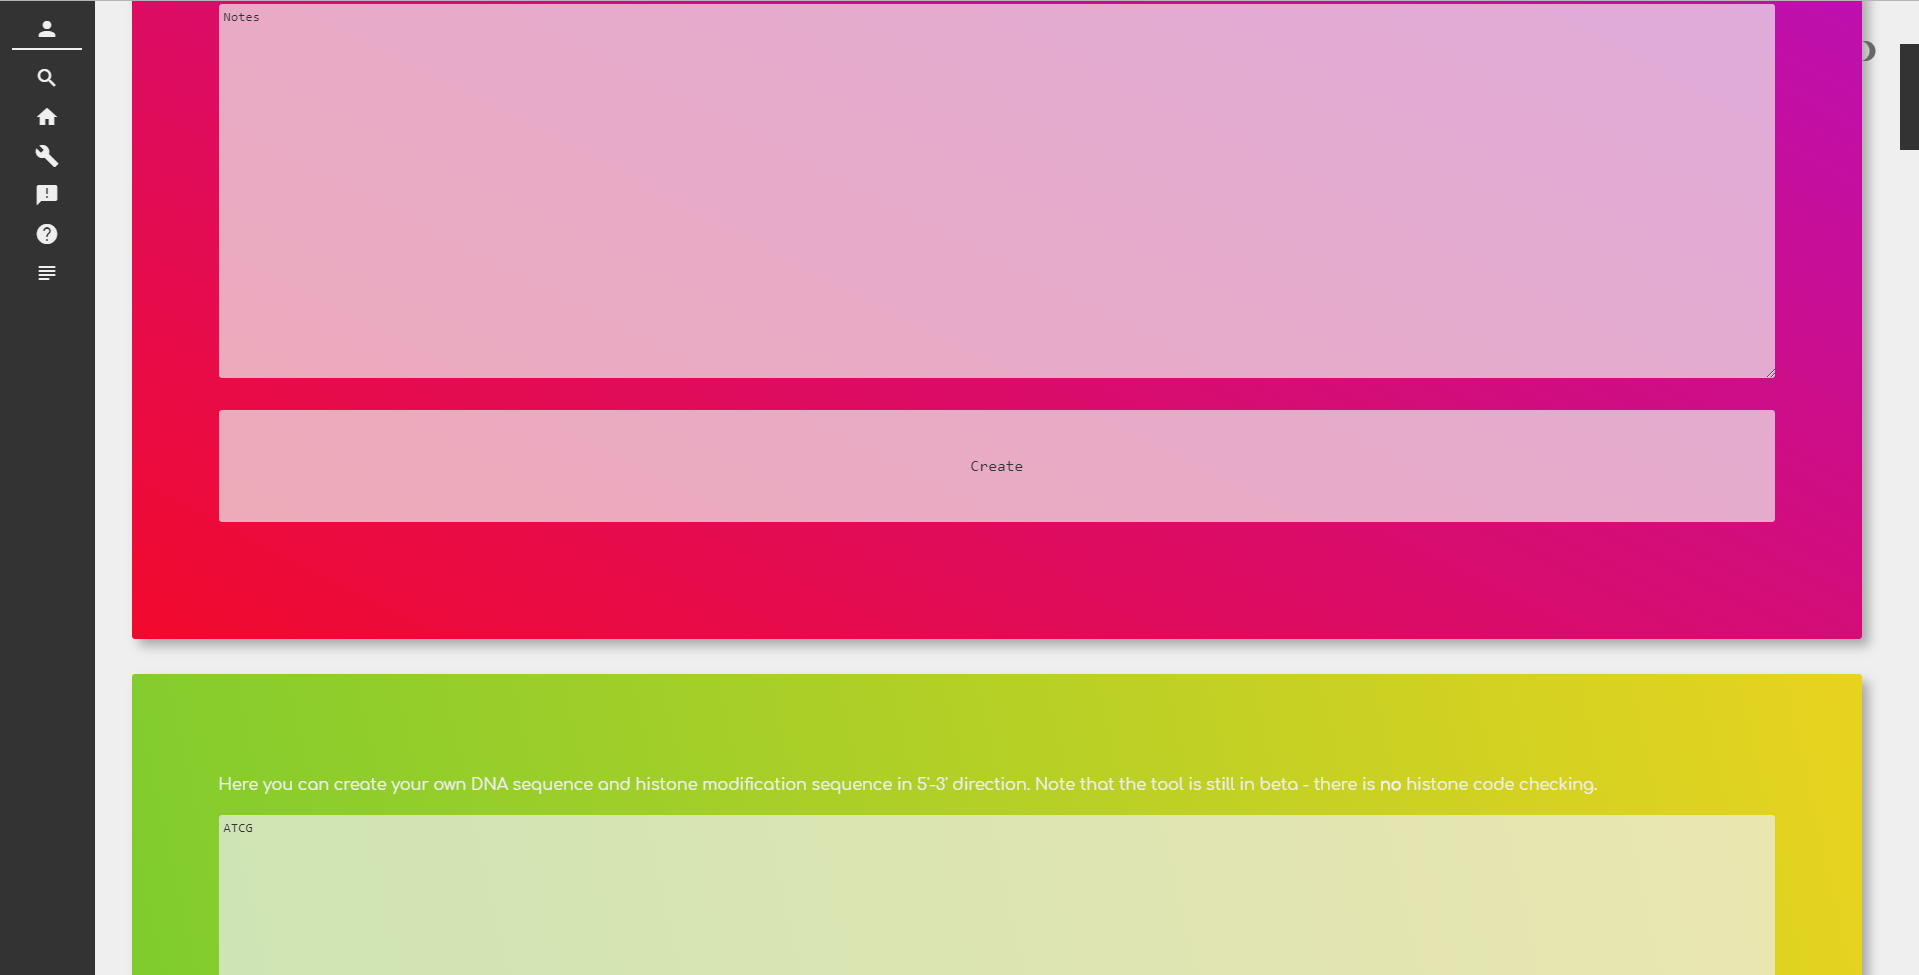 Notes
Create
Here you can create your own DNA sequence and histone modification sequence in 5'-3' direction. Note that the tool is still in beta - there is no histone code checking.
ATCG